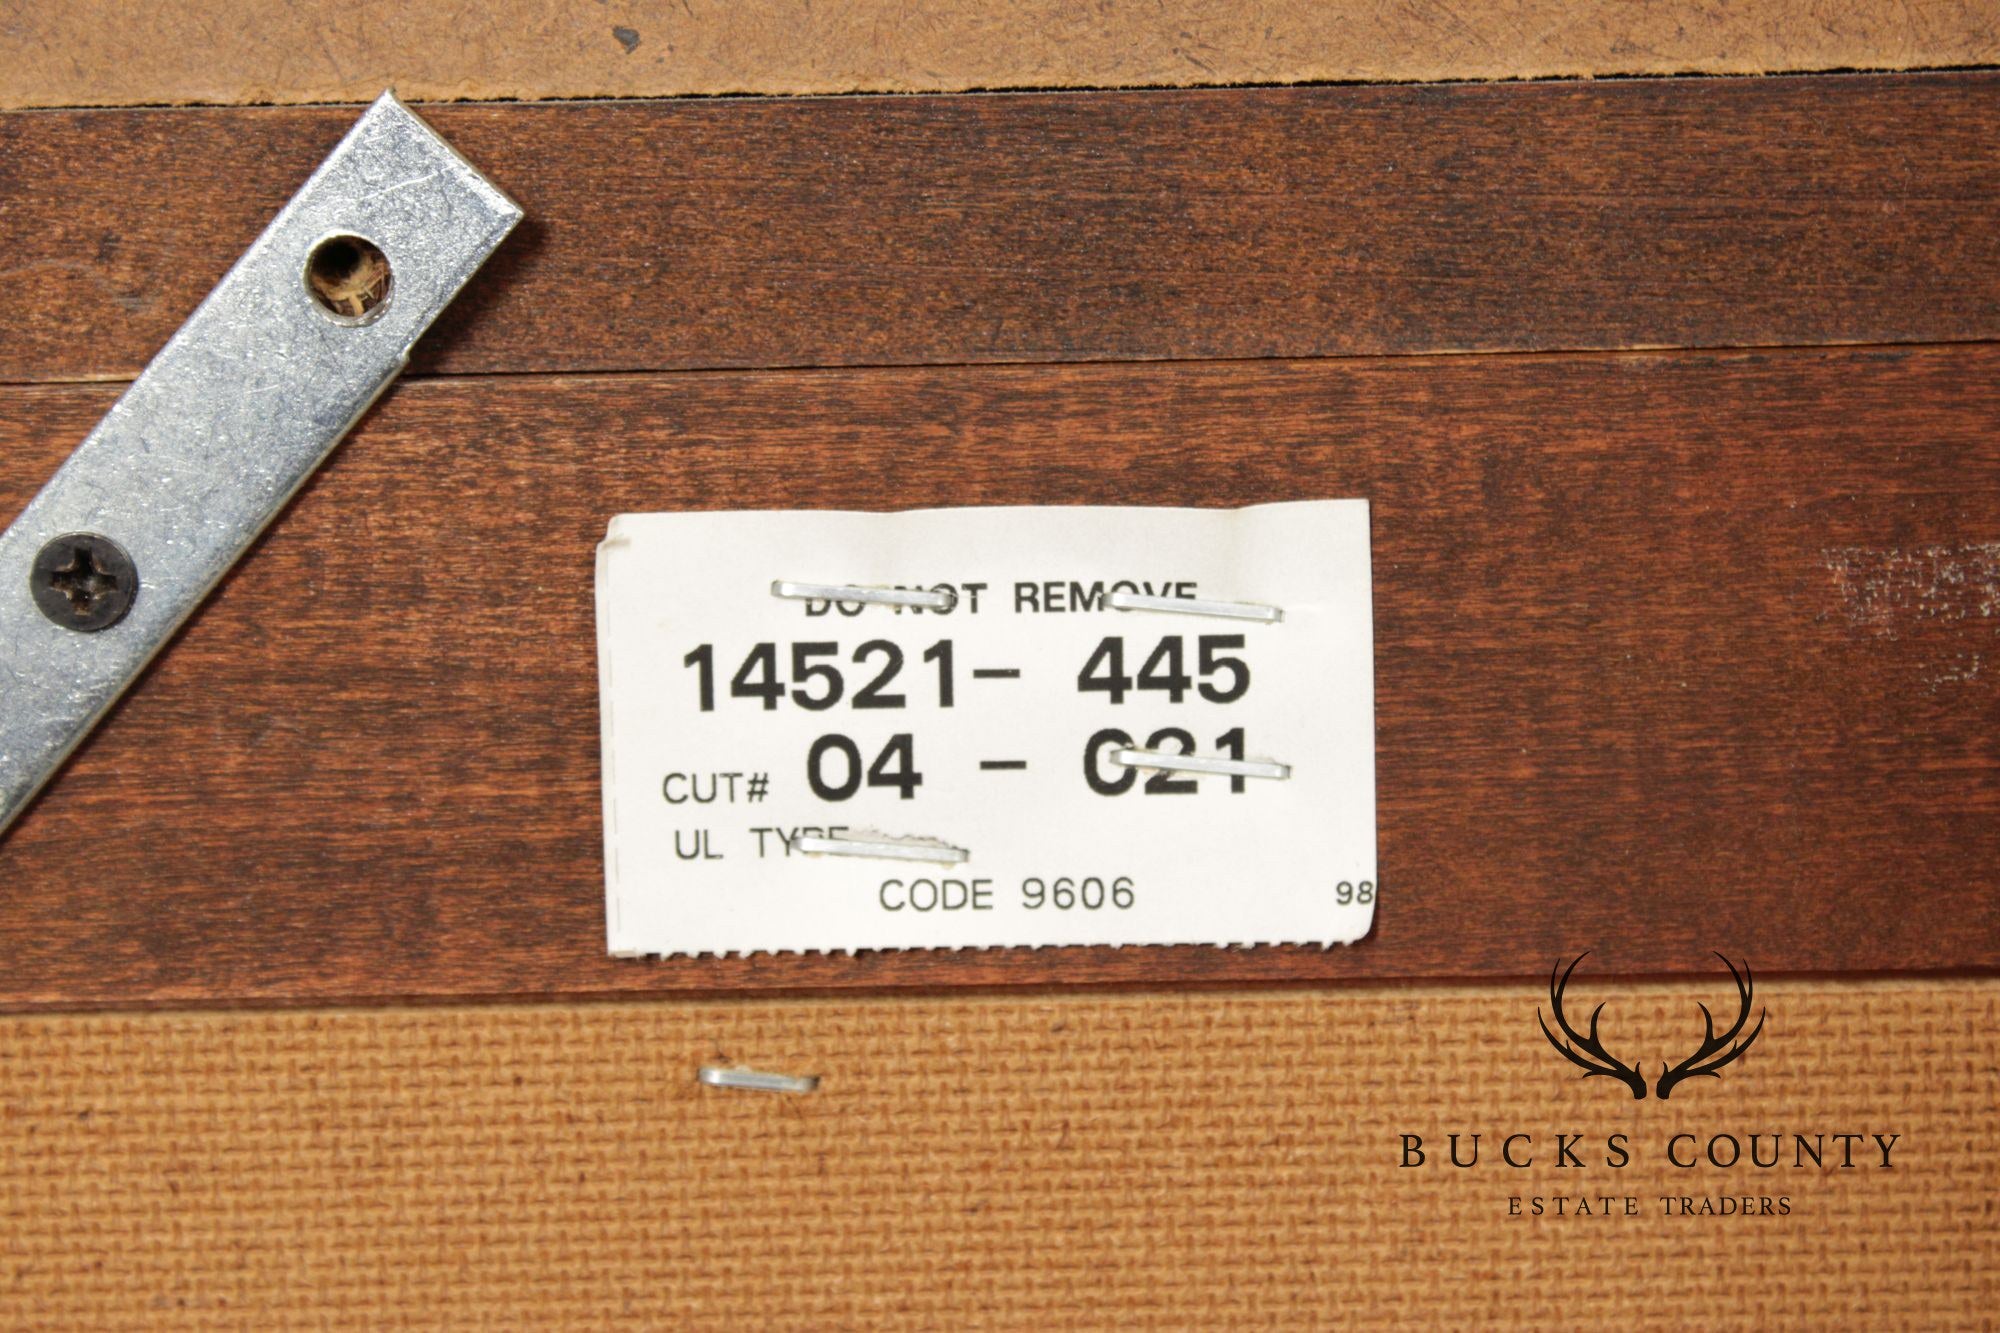 DO NOT REMOVE
14521- 445
CUT# 04 - 021
UL TYPE
CODE 9606 98
BUCKS COUNTY
ESTATE TRADERS